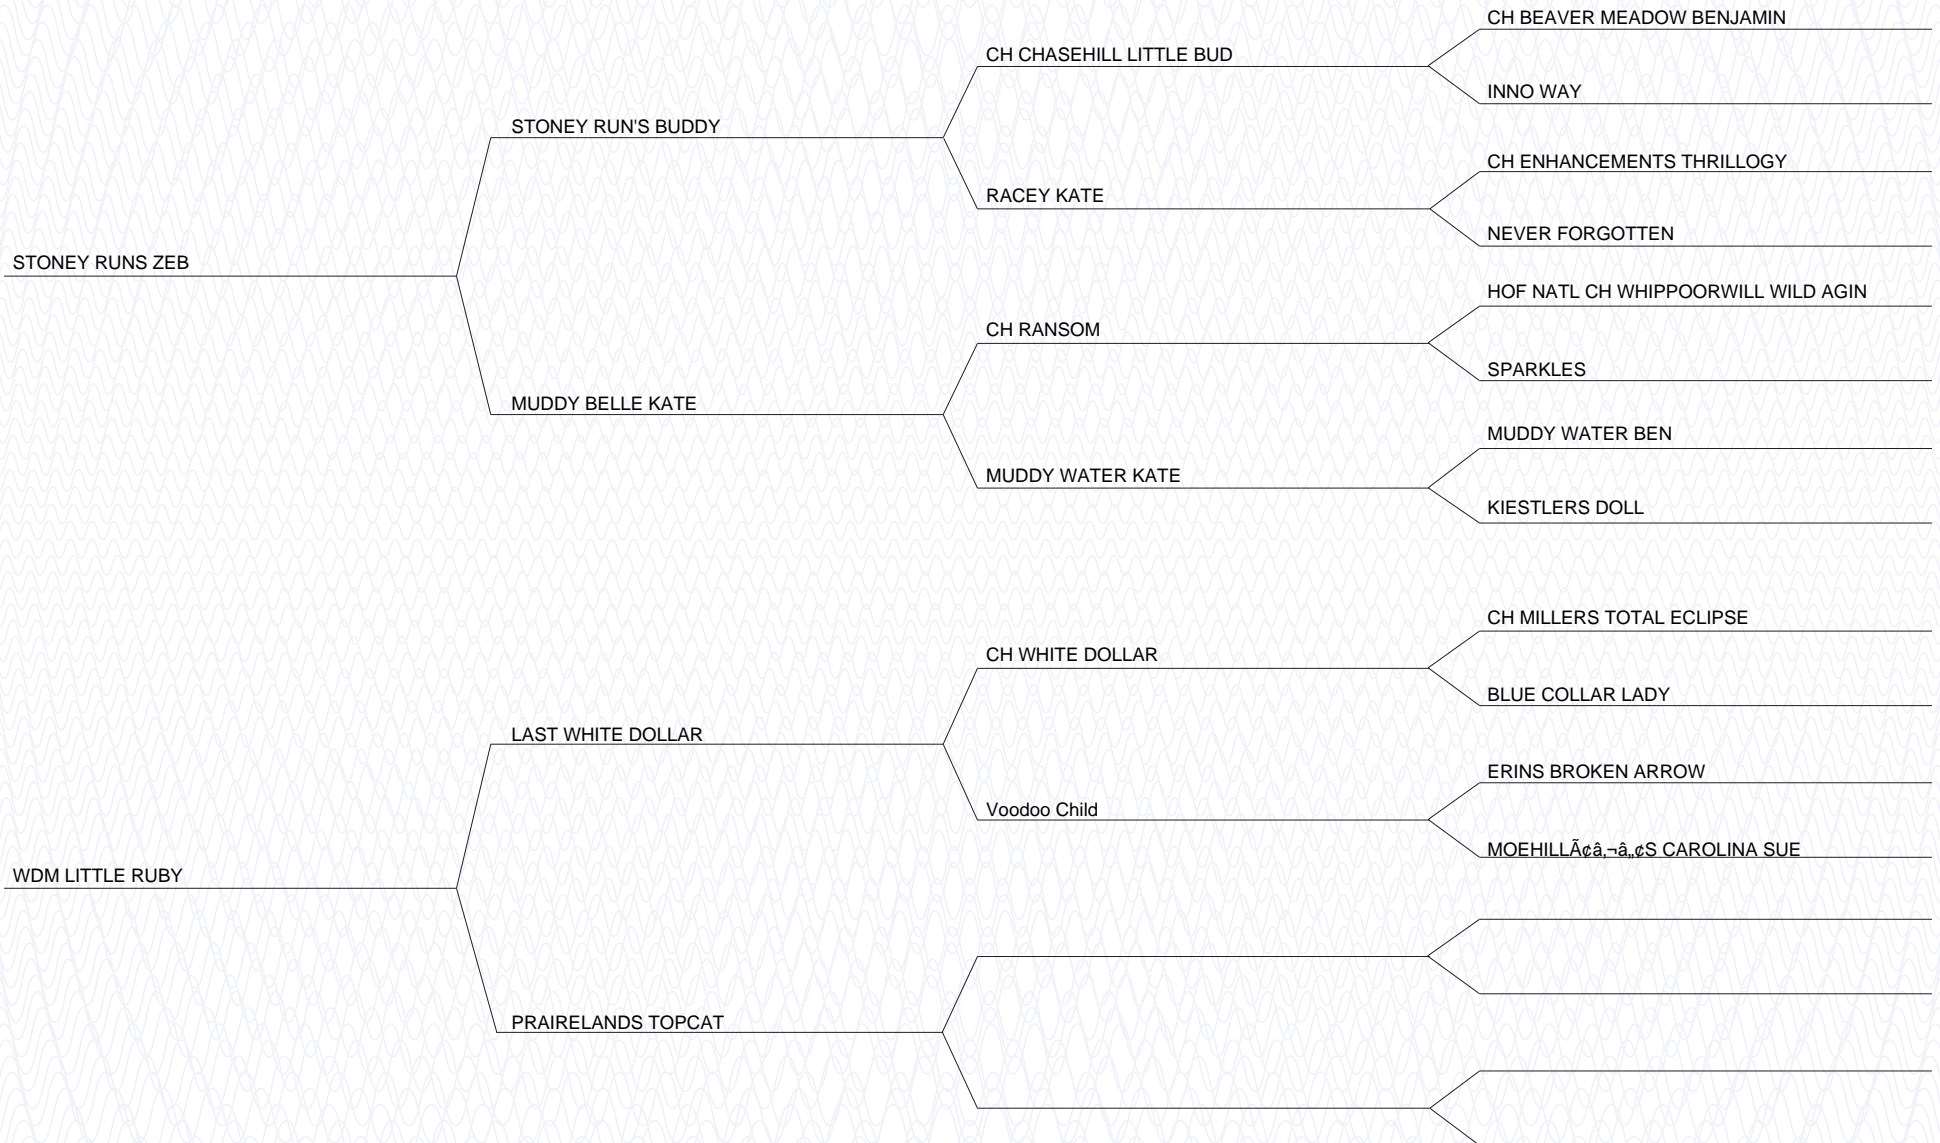 CH BEAVER MEADOW BENJAMIN
CH CHASEHILL LITTLE BUD
INNO WAY
STONEY RUN'S BUDDY
CH ENHANCEMENTS THRILLOGY
RACEY KATE
NEVER FORGOTTEN
STONEY RUNS ZEB
HOF NATL CH WHIPPOORWILL WILD AGIN
CH RANSOM
SPARKLES
MUDDY BELLE KATE
MUDDY WATER BEN
MUDDY WATER KATE
KIESTLERS DOLL
CH MILLERS TOTAL ECLIPSE
CH WHITE DOLLAR
BLUE COLLAR LADY
LAST WHITE DOLLAR
ERINS BROKEN ARROW
Voodoo Child
MOEHILLÃ¢â‚¬â„¢S CAROLINA SUE
WDM LITTLE RUBY
PRAIRELANDS TOPCAT